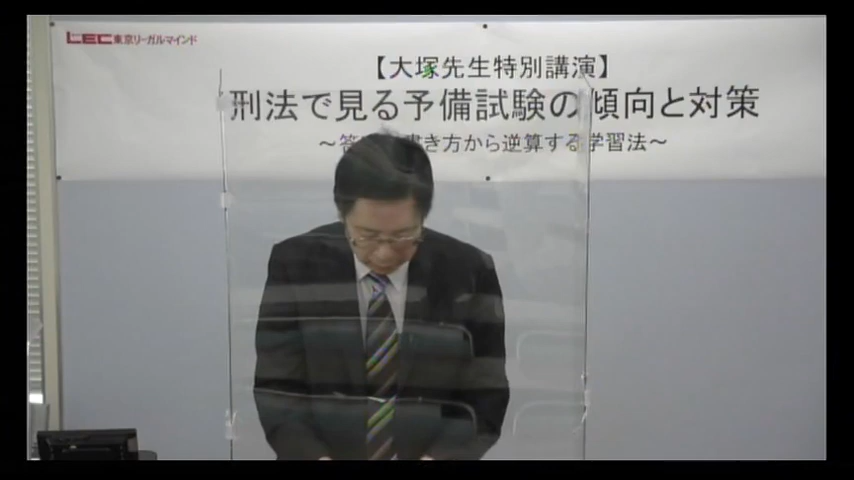 LEC東京リーガルマインド
【大塚先生特別講演】
刑法で見る予備試験の傾向と対策
～答 書き方から逆算する学習法～